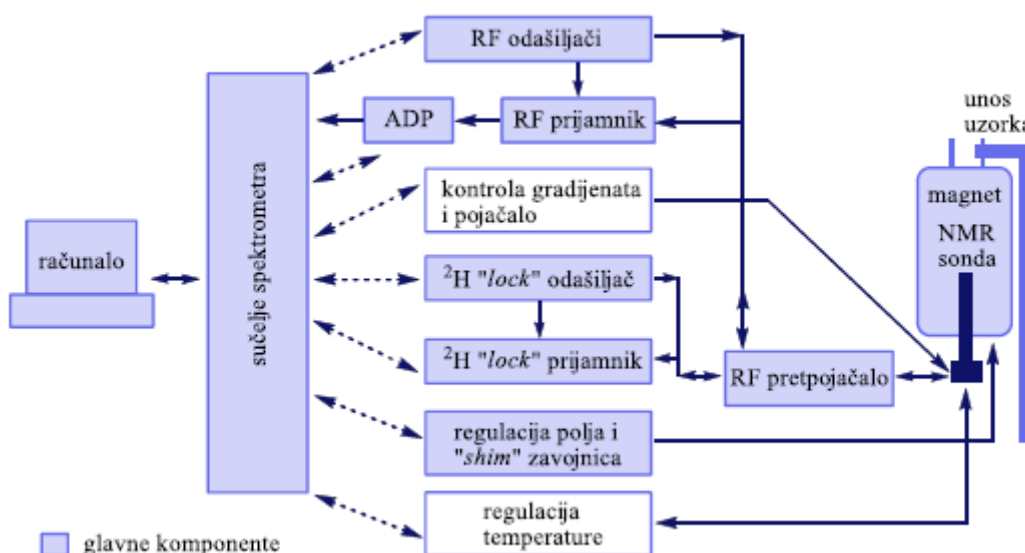 RF odašiljači
ADP
RF prijamnik
kontrola gradijenata
i pojačalo
računalo
sučelje spektrometra
²H "lock" odašiljač
²H "lock" prijamnik
RF pretpojačalo
regulacija polja i
"shim" zavojnica
regulacija
temperature
unos
uzorka
magnet
NMR
sonda
glavne komponente